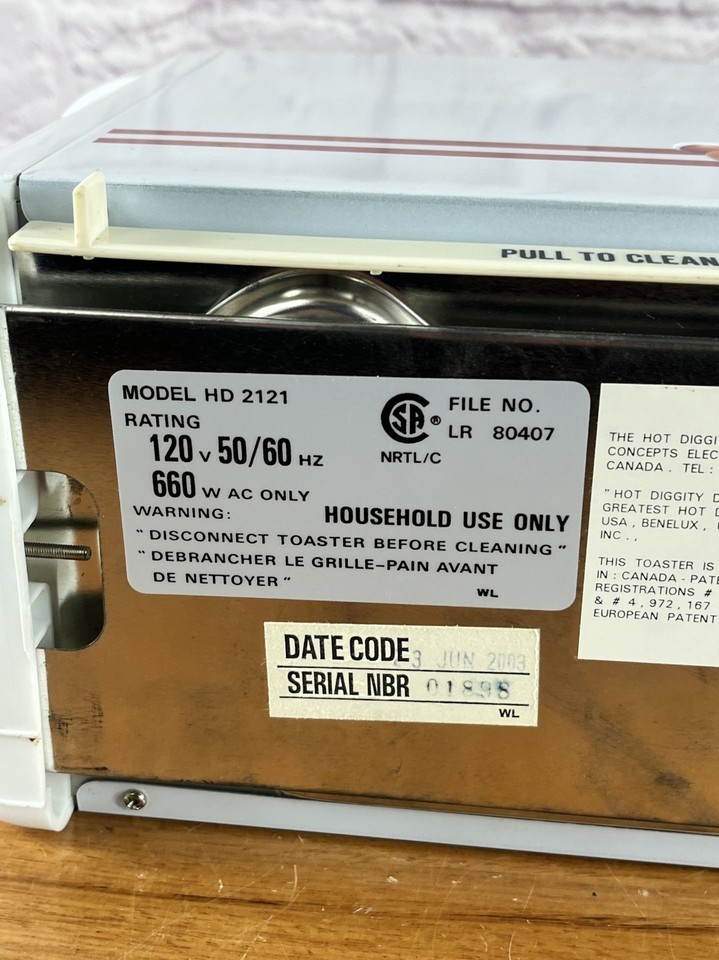 PULL TO CLEAN
MODEL HD 2121
RATING
120 V 50/60 HZ
660 W AC ONLY
SA ®
NRTL/C
FILE NO.
LR 80407
WARNING: HOUSEHOLD USE ONLY
"DISCONNECT TOASTER BEFORE CLEANING"
"DEBRANCHER LE GRILLE-PAIN AVANT
DE NETTOYER"
WL
THE HOT DIGGI
CONCEPTS ELEC
CANADA. TEL:
"HOT DIGGITY D
GREATEST HOT D
USA, BENELUX,
INC..,
THIS TOASTER IS
IN: CANADA-PATE
REGISTRATIONS #
& # 4,972,167
EUROPEAN PATENT
DATE CODE 3 JUN 2003
SERIAL NBR 01898
WL